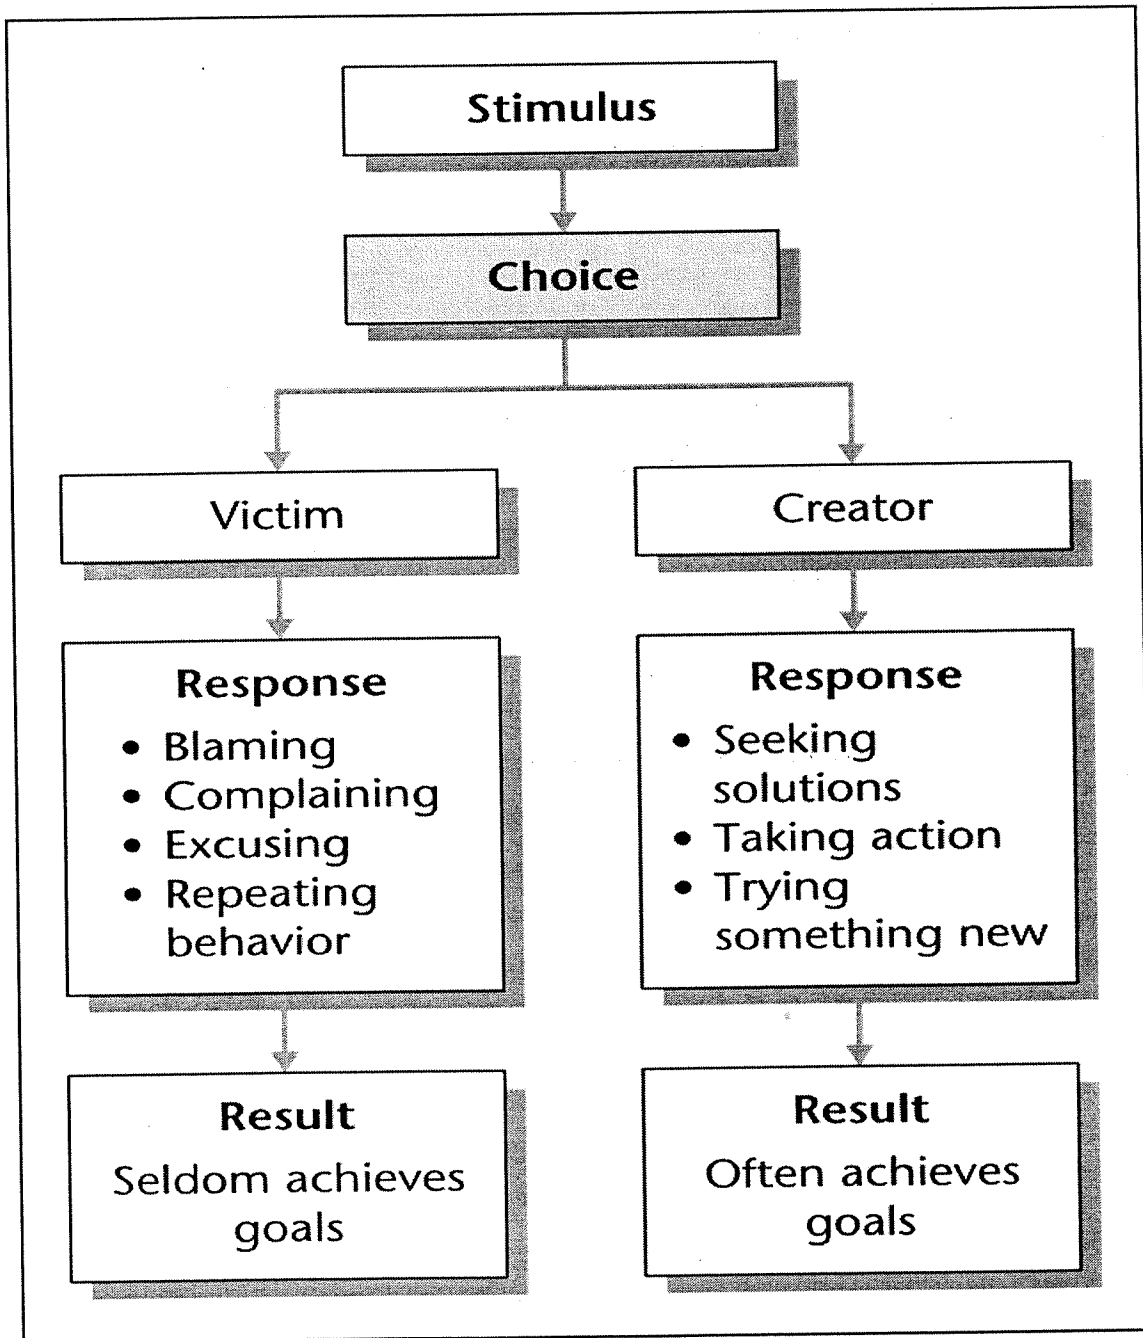 Stimulus
Choice
Victim
Response
• Blaming
• Complaining
• Excusing
• Repeating
behavior
Result
Seldom achieves
goals
Creator
Response
• Seeking
solutions
• Taking action
• Trying
something new
Result
Often achieves
goals